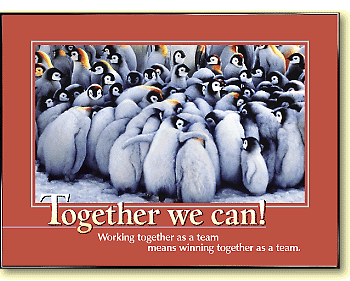 Together we can!
Working together as a team
means winning together as a team.